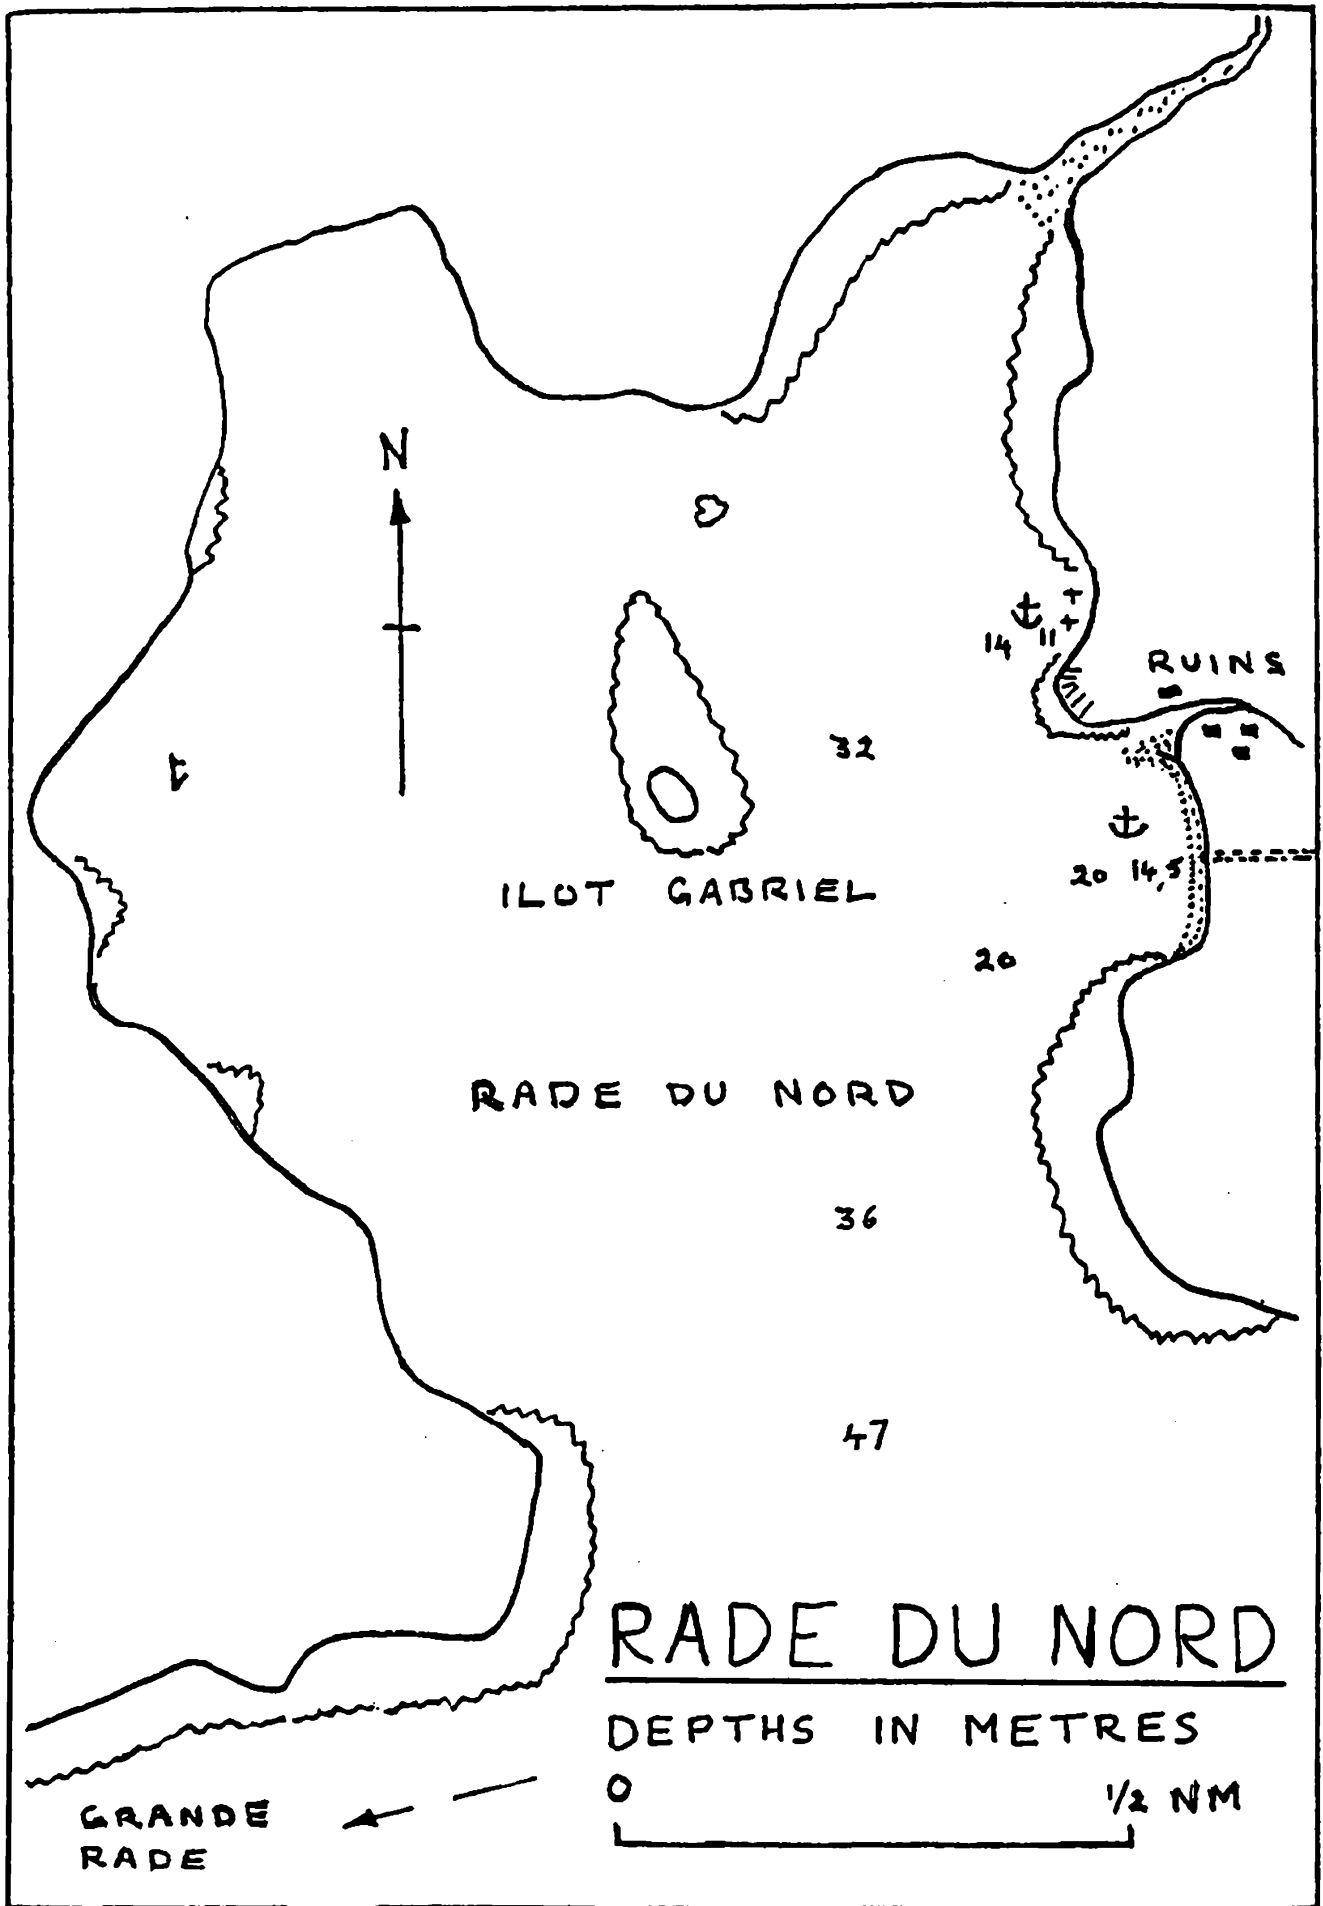 N
14 11
RUINS
32
20 14,5
ILOT GABRIEL
20
RADE DU NORD
36
47
RADE DU NORD
DEPTHS IN METRES
0 1/2 NM
GRANDE
RADE